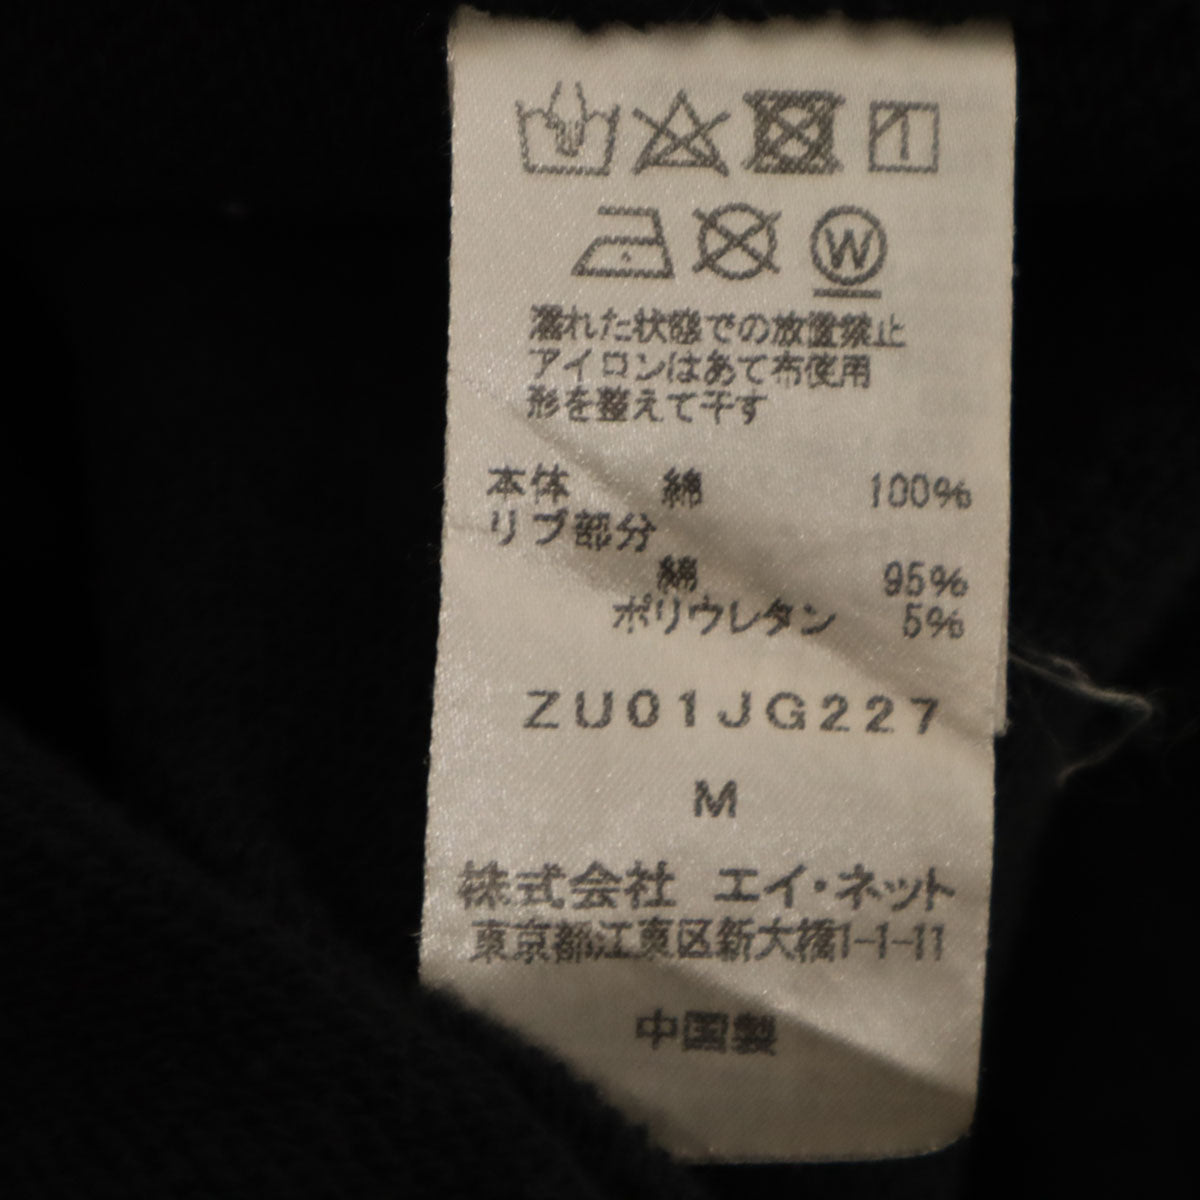 W
濡れた状態での放置禁止
アイロンはあて布使用
形を整えて干す
本体 綿 100%
リブ部分
綿 95%
ポリウレタン 5%
ZU01JG227
M
株式会社 エイ・ネット
東京都江東区新大橋1-1-11
中国製